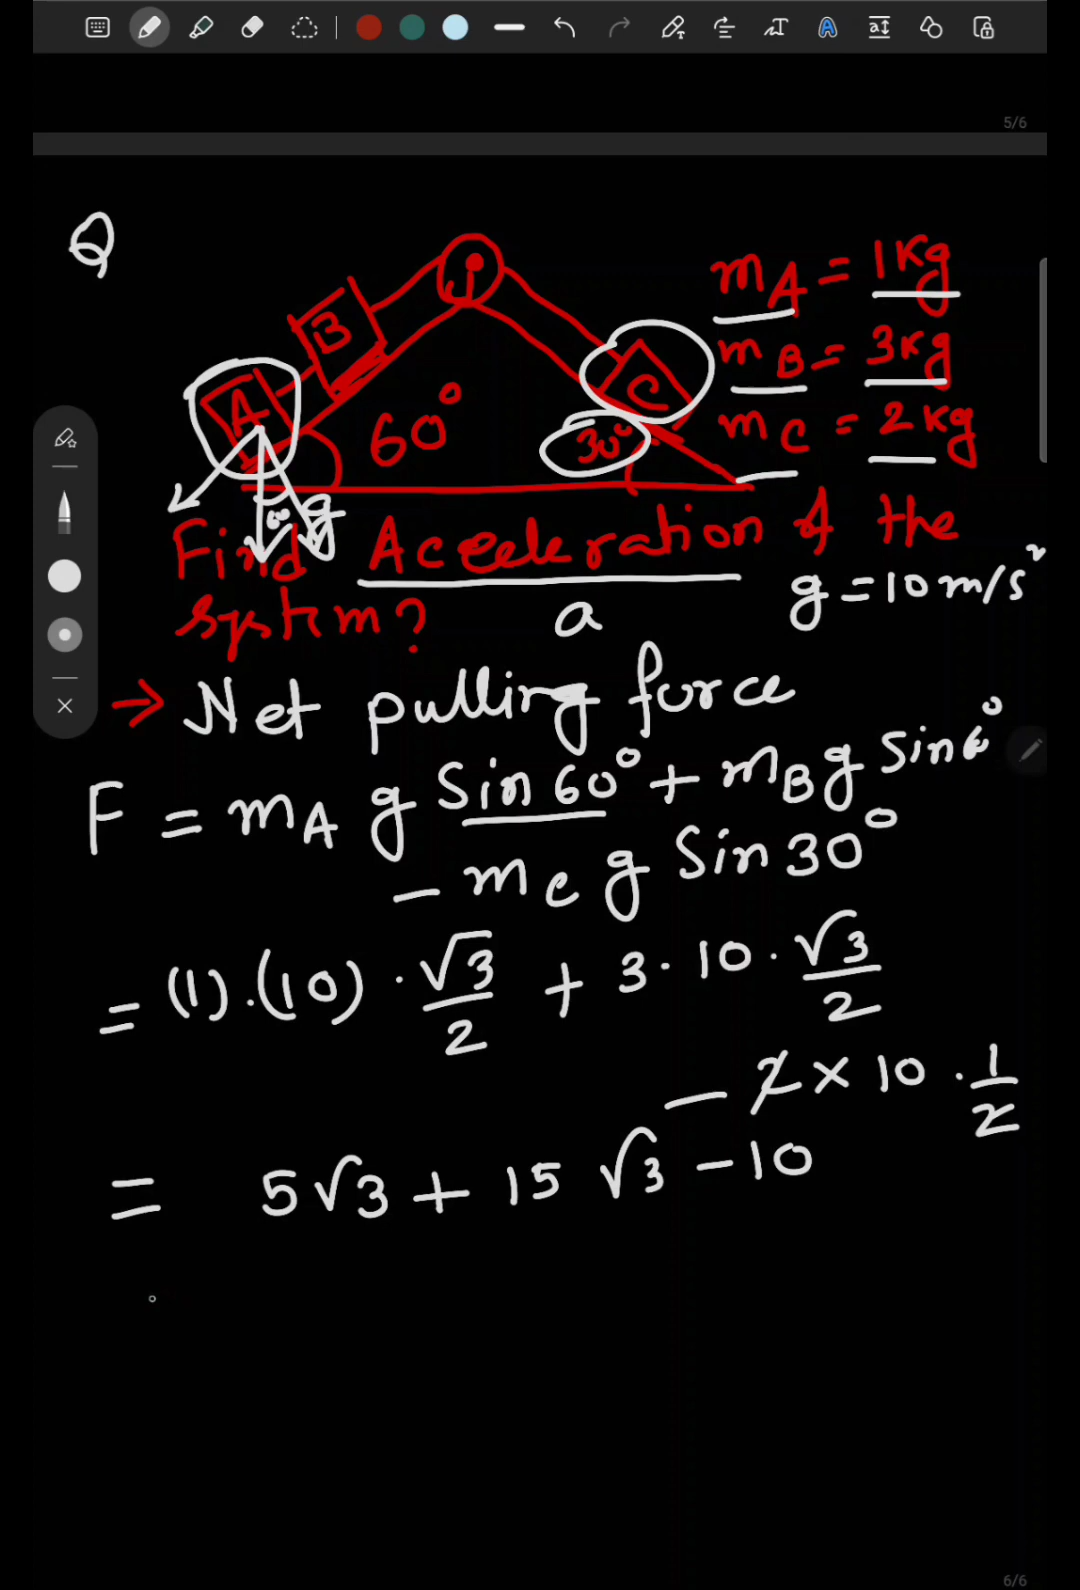 5/6
Q
B
A
C
60°
30°
60
g
mA = 1Kg
mB = 3Kg
mC = 2Kg
Find Acceleration of the
system?
a
g = 10 m/s²
→ Net pulling force
F = mA g Sin 60° + mB g Sin 6°
- mc g Sin 30°
= (1).(10) . √3/2 + 3 . 10 . √3/2
- 2 × 10 . 1/2
= 5√3 + 15√3 - 10
6/6